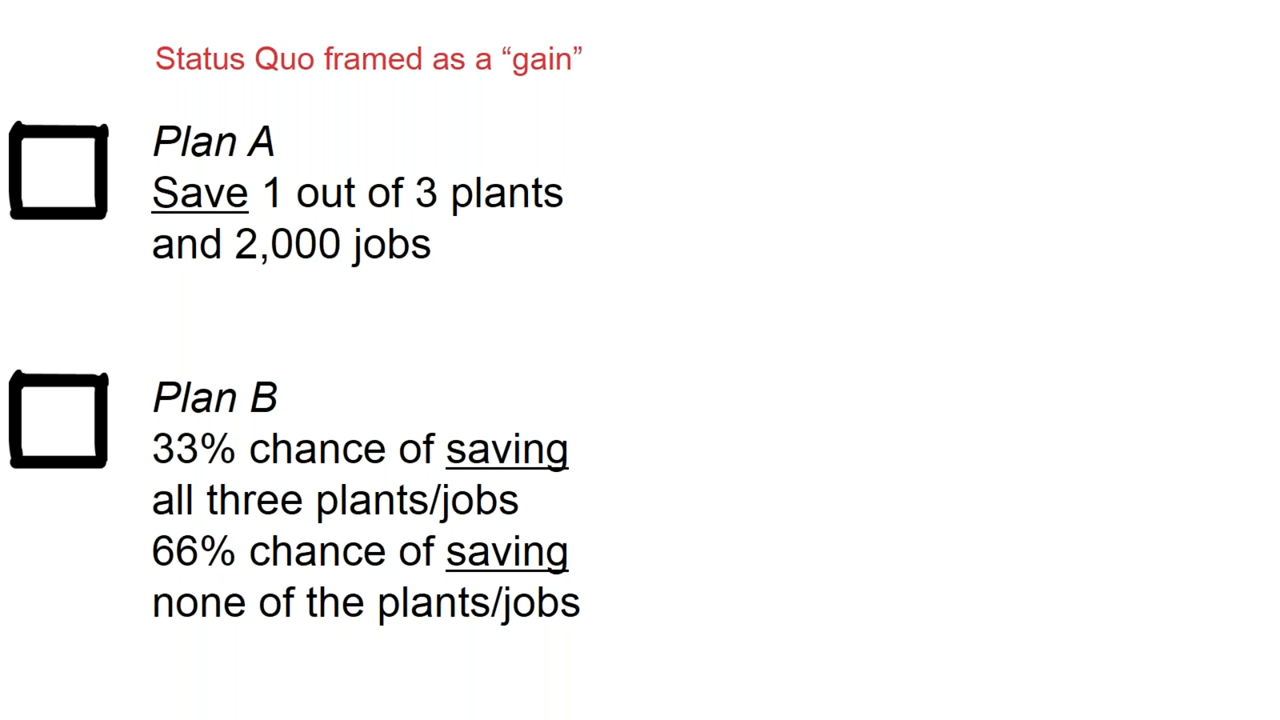 Status Quo framed as a “gain”
Plan A
Save 1 out of 3 plants
and 2,000 jobs
Plan B
33% chance of saving
all three plants/jobs
66% chance of saving
none of the plants/jobs